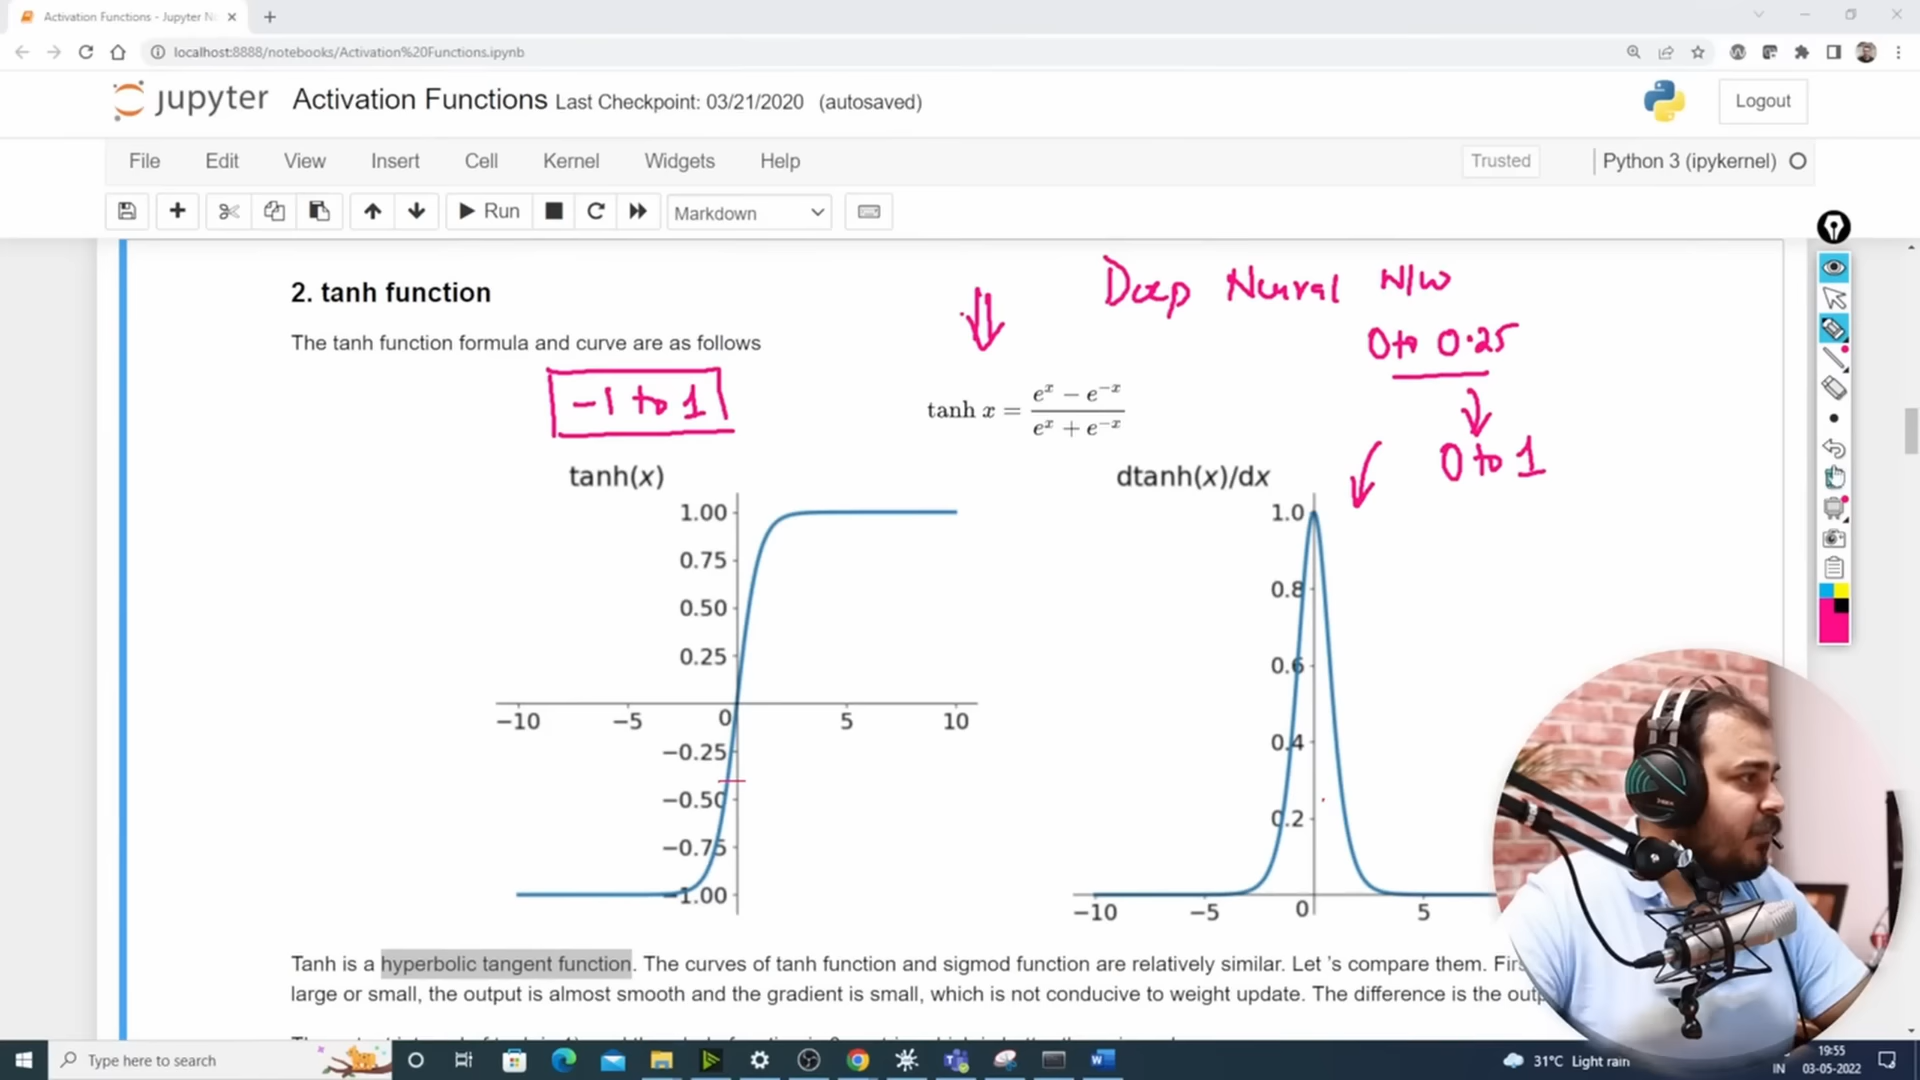 Activation Functions - Jupyter No
localhost:8888/notebooks/Activation%20Functions.ipynb
jupyter Activation Functions Last Checkpoint: 03/21/2020 (autosaved)
Logout
File Edit View Insert Cell Kernel Widgets Help
Trusted
Python 3 (ipykernel)
Run
Markdown
Deep Neural N/W
2. tanh function
The tanh function formula and curve are as follows
0 to 0.25
-1 to 1
tanh x = (e^x − e^−x) / (e^x + e^−x)
0 to 1
tanh(x)
1.00
0.75
0.50
0.25
−10 −5 0 5 10
−0.25
−0.50
−0.75
−1.00
dtanh(x)/dx
1.0
0.8
0.6
0.4
0.2
−10 −5 0 5
Tanh is a hyperbolic tangent function. The curves of tanh function and sigmod function are relatively similar. Let 's compare them.
large or small, the output is almost smooth and the gradient is small, which is not conducive to weight update. The difference is the
Type here to search
31°C Light rain
19:55
IN
03-05-2022